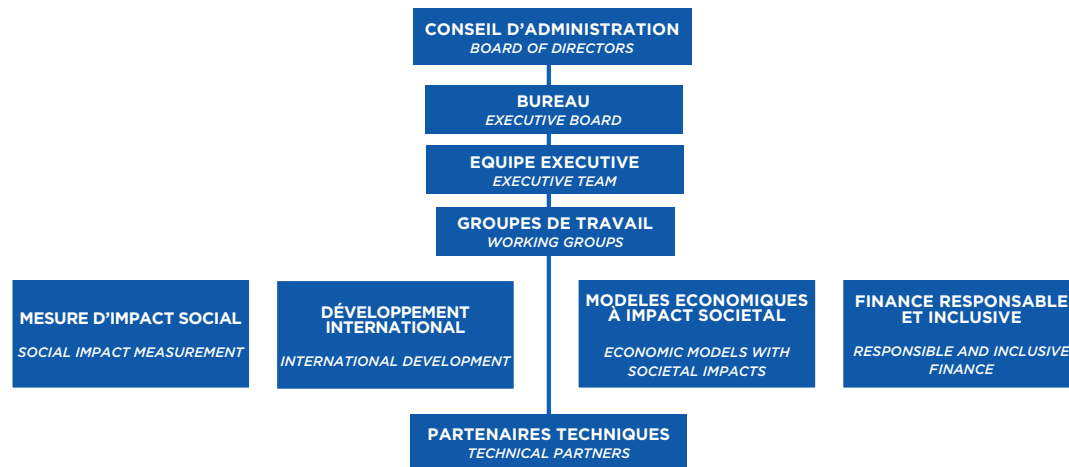 CONSEIL D’ADMINISTRATION
BOARD OF DIRECTORS
BUREAU
EXECUTIVE BOARD
EQUIPE EXECUTIVE
EXECUTIVE TEAM
GROUPES DE TRAVAIL
WORKING GROUPS
MESURE D’IMPACT SOCIAL
SOCIAL IMPACT MEASUREMENT
DÉVELOPPEMENT
INTERNATIONAL
INTERNATIONAL DEVELOPMENT
MODELES ECONOMIQUES
À IMPACT SOCIETAL
ECONOMIC MODELS WITH
SOCIETAL IMPACTS
FINANCE RESPONSABLE
ET INCLUSIVE
RESPONSIBLE AND INCLUSIVE
FINANCE
PARTENAIRES TECHNIQUES
TECHNICAL PARTNERS